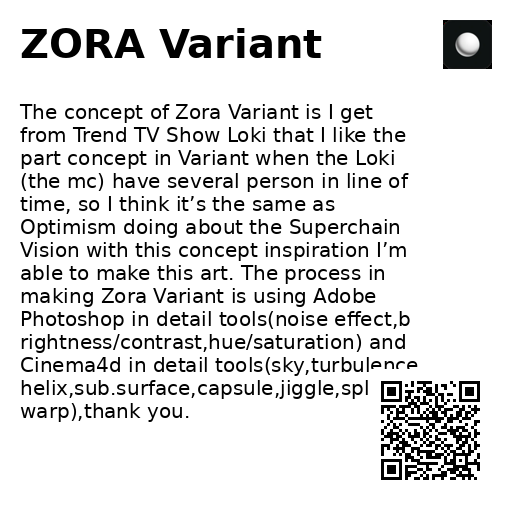 ZORA Variant
The concept of Zora Variant is I get
from Trend TV Show Loki that I like the
part concept in Variant when the Loki
(the mc) have several person in line of
time, so I think it’s the same as
Optimism doing about the Superchain
Vision with this concept inspiration I’m
able to make this art. The process in
making Zora Variant is using Adobe
Photoshop in detail tools(noise effect,b
rightness/contrast,hue/saturation) and
Cinema4d in detail tools(sky,turbulence
helix,sub.surface,capsule,jiggle,spl
warp),thank you.